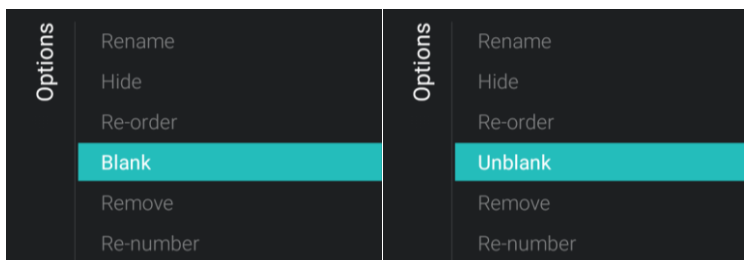 Options
Rename
Hide
Re-order
Blank
Remove
Re-number
Options
Rename
Hide
Re-order
Unblank
Remove
Re-number